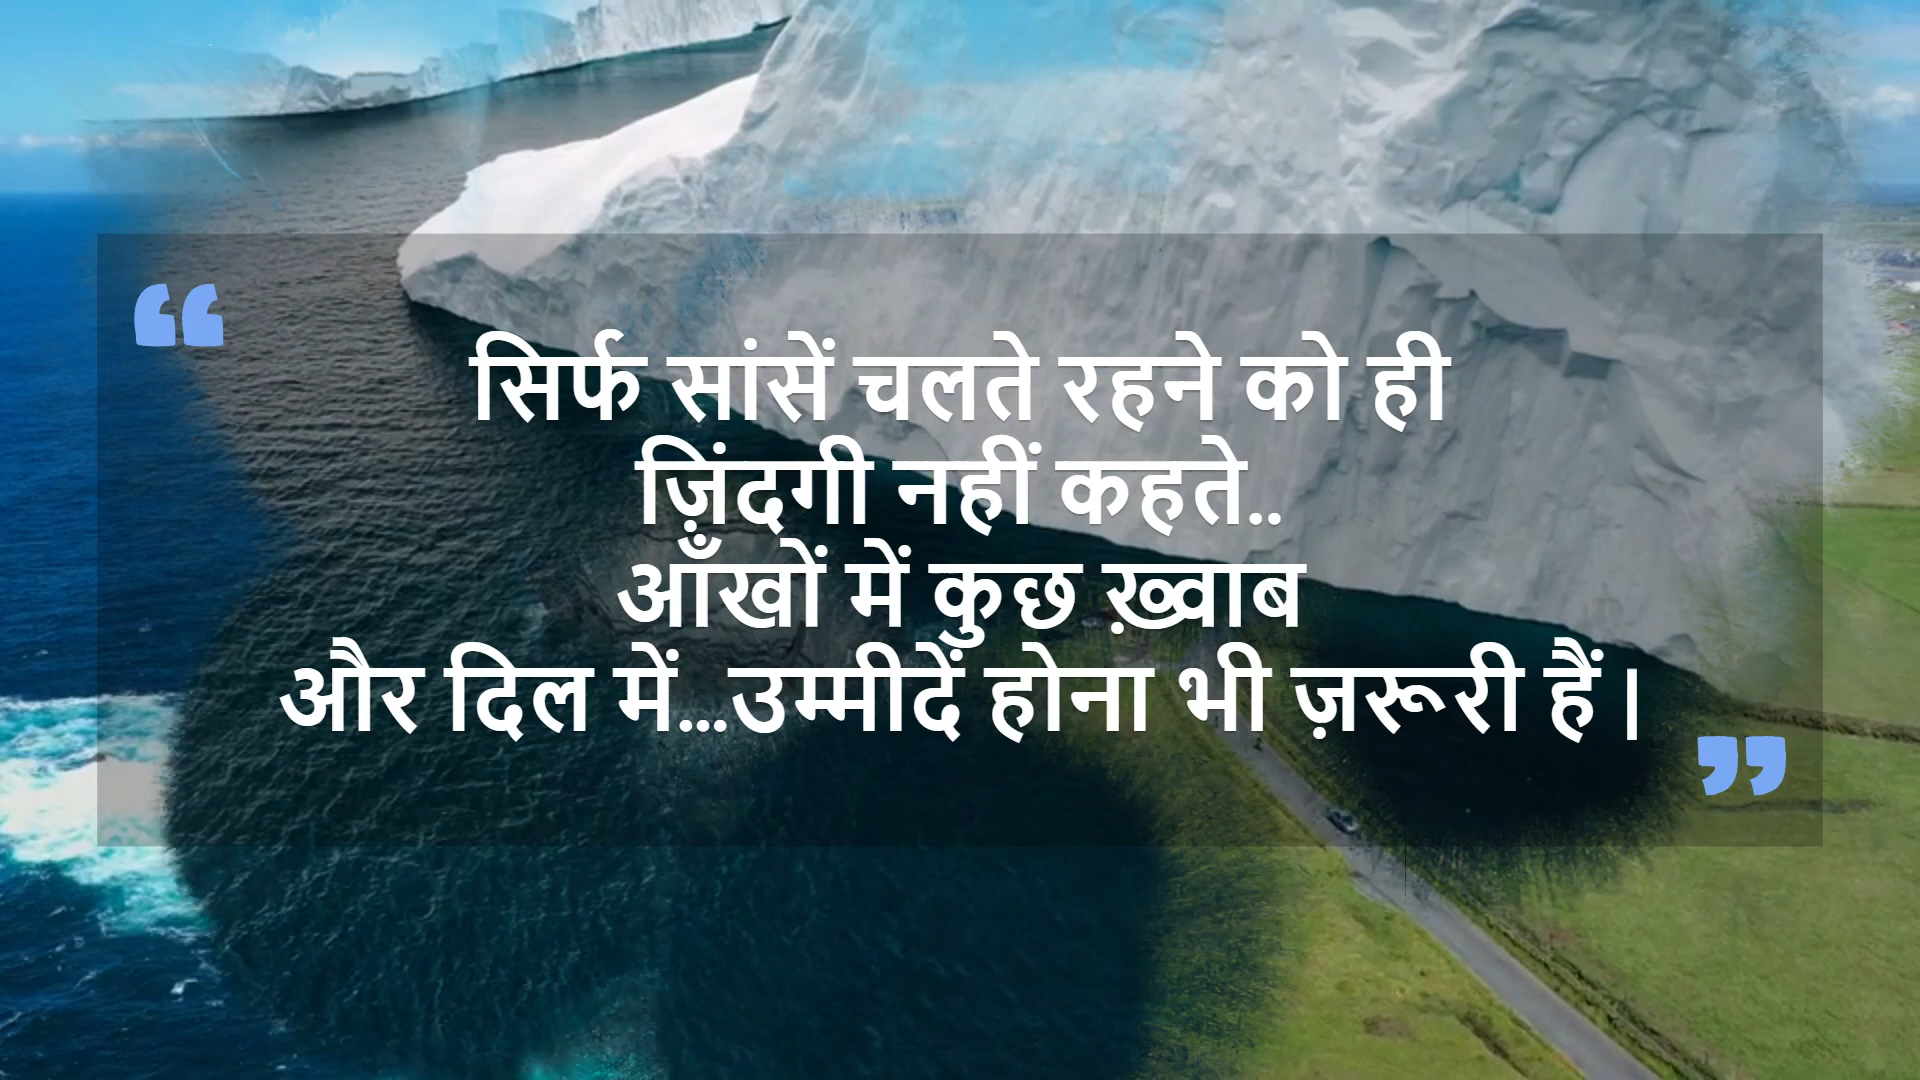 “
सिर्फ सांसें चलते रहने को ही
ज़िंदगी नहीं कहते..
आँखों में कुछ ख़्वाब
और दिल में...उम्मीदें होना भी ज़रूरी हैं |
”